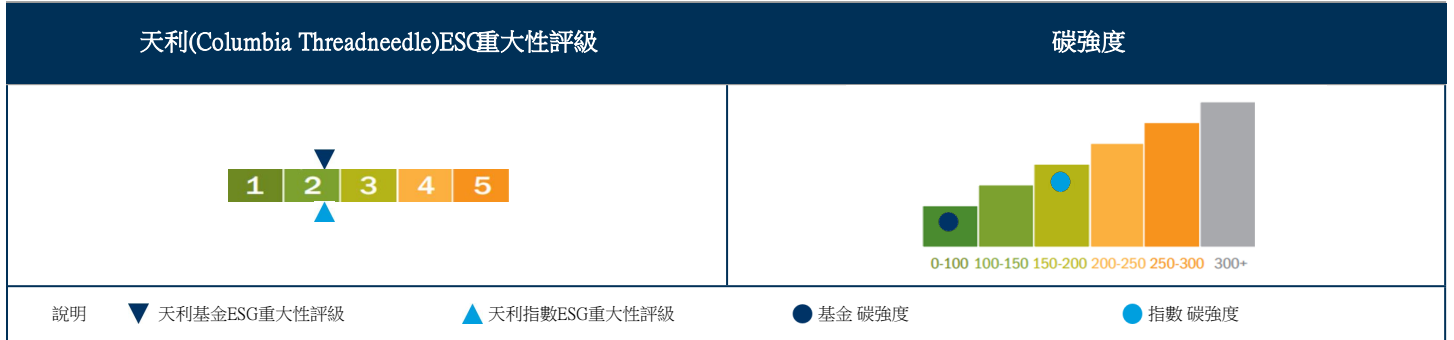 天利(Columbia Threadneedle)ESG重大性評級
碳強度
1 2 3 4 5
0-100 100-150 150-200 200-250 250-300 300+
說明 天利基金ESG重大性評級 天利指數ESG重大性評級 基金 碳強度 指數 碳強度